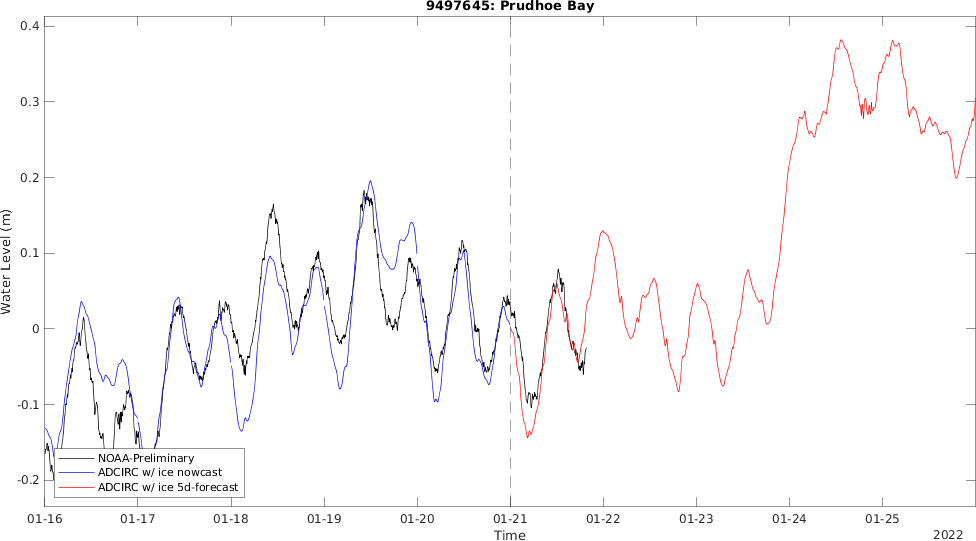 9497645: Prudhoe Bay
0.4
0.3
0.2
0.1
0
-0.1
-0.2
Water Level (m)
NOAA-Preliminary
ADCIRC w/ ice nowcast
ADCIRC w/ ice 5d-forecast
01-16 01-17 01-18 01-19 01-20 01-21 01-22 01-23 01-24 01-25
Time
2022